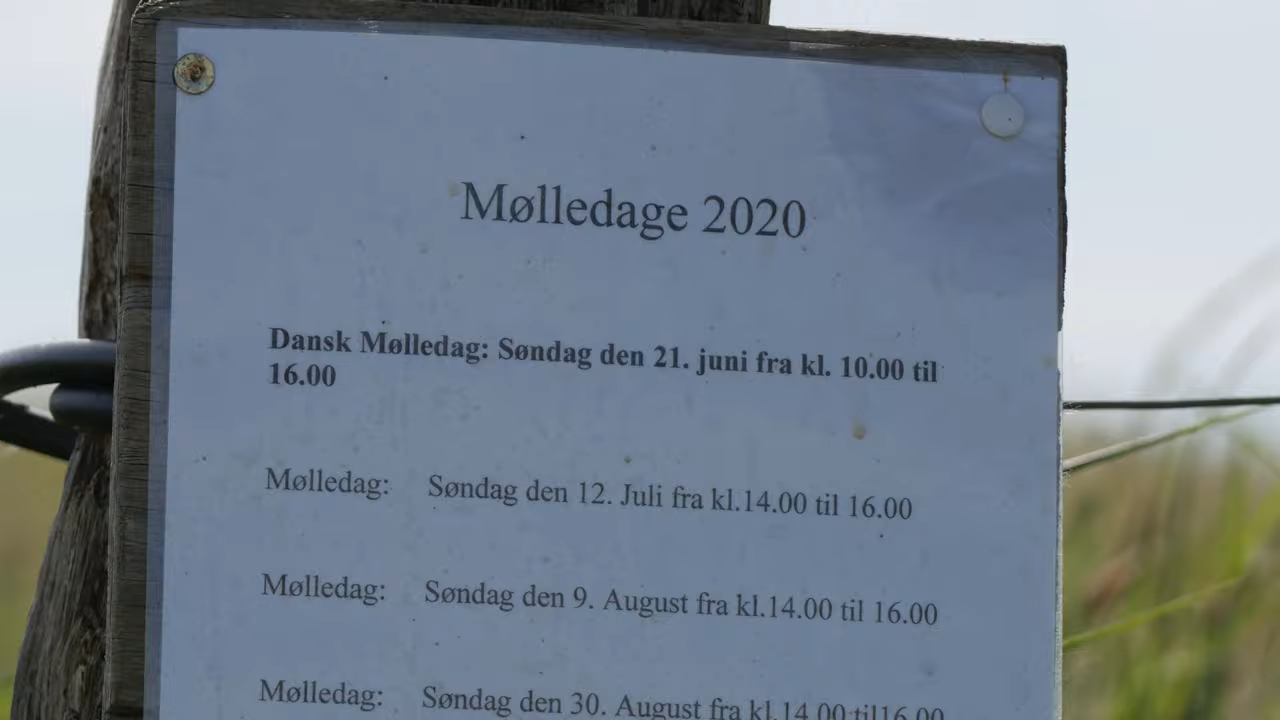 Mølledage 2020
Dansk Mølledag: Søndag den 21. juni fra kl. 10.00 til
16.00
Mølledag: Søndag den 12. Juli fra kl.14.00 til 16.00
Mølledag: Søndag den 9. August fra kl.14.00 til 16.00
Mølledag: Søndag den 30. August fra kl.14.00 til16.00